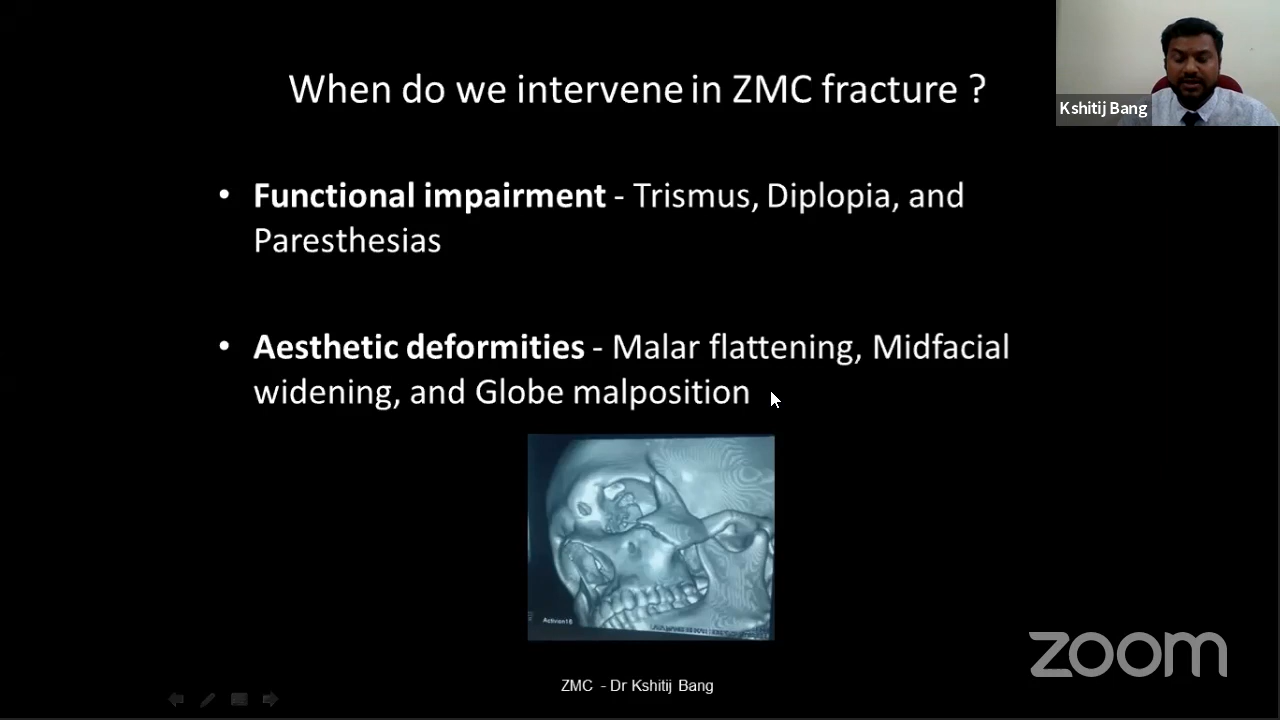 When do we intervene in ZMC fracture ?
Kshitij Bang
• Functional impairment - Trismus, Diplopia, and
Paresthesias
• Aesthetic deformities - Malar flattening, Midfacial
widening, and Globe malposition
Activion16
zoom
ZMC - Dr Kshitij Bang